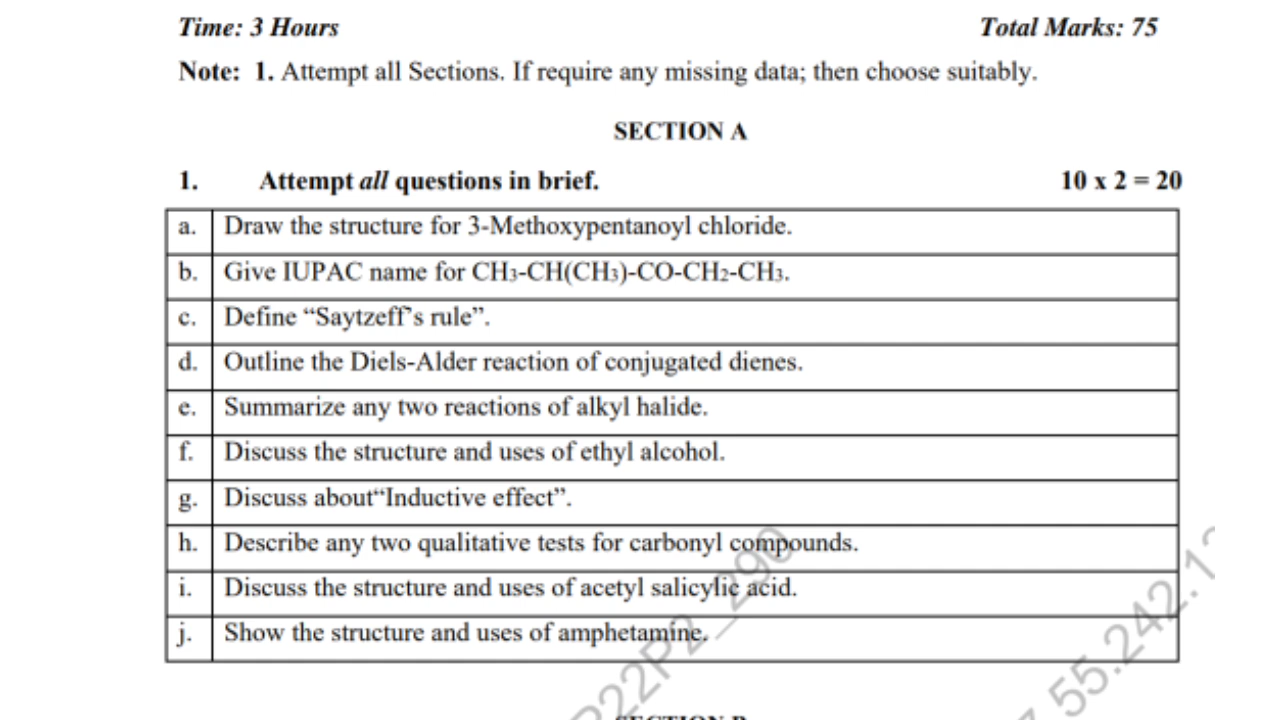 Time: 3 Hours Total Marks: 75
Note: 1. Attempt all Sections. If require any missing data; then choose suitably.
SECTION A
1. Attempt all questions in brief. 10 x 2 = 20
a. Draw the structure for 3-Methoxypentanoyl chloride.
b. Give IUPAC name for CH3-CH(CH3)-CO-CH2-CH3.
c. Define “Saytzeff’s rule”.
d. Outline the Diels-Alder reaction of conjugated dienes.
e. Summarize any two reactions of alkyl halide.
f. Discuss the structure and uses of ethyl alcohol.
g. Discuss about“Inductive effect”.
h. Describe any two qualitative tests for carbonyl compounds.
i. Discuss the structure and uses of acetyl salicylic acid.
j. Show the structure and uses of amphetamine.
P22P2_290
55.242.1